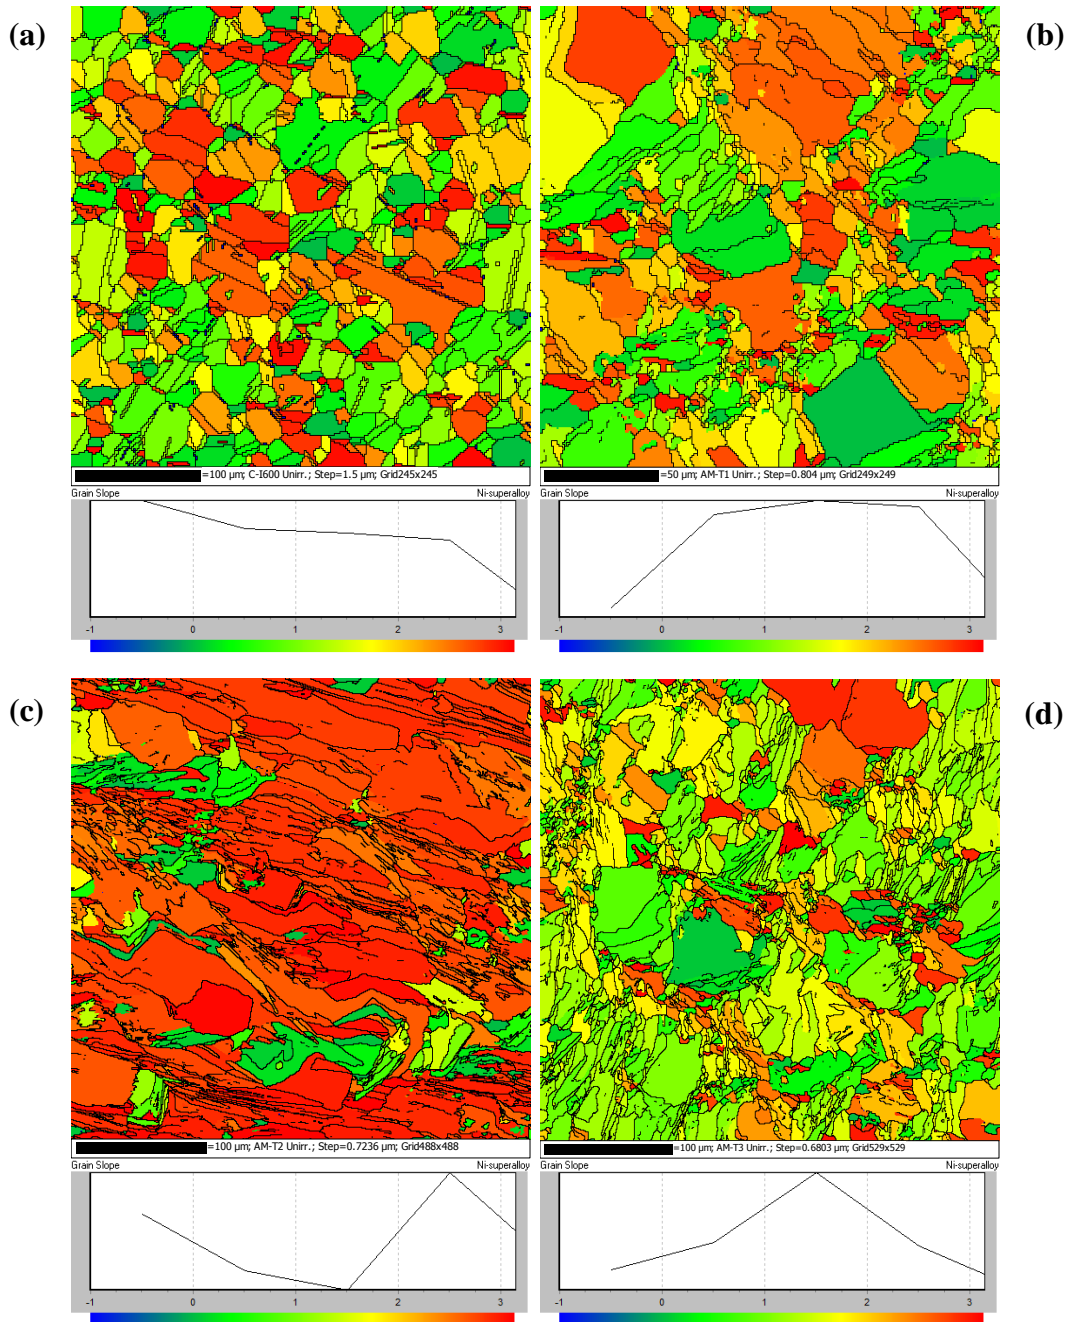 (a)
(b)
=100 µm; C-I600 Unirr.; Step=1.5 µm; Grid245x245
=50 µm; AM-T1 Unirr.; Step=0.804 µm; Grid249x249
Grain Slope Ni-superalloy
Grain Slope Ni-superalloy
-1 0 1 2 3
-1 0 1 2 3
(c)
(d)
=100 µm; AM-T2 Unirr.; Step=0.7236 µm; Grid488x488
=100 µm; AM-T3 Unirr.; Step=0.6803 µm; Grid529x529
Grain Slope Ni-superalloy
Grain Slope Ni-superalloy
-1 0 1 2 3
-1 0 1 2 3